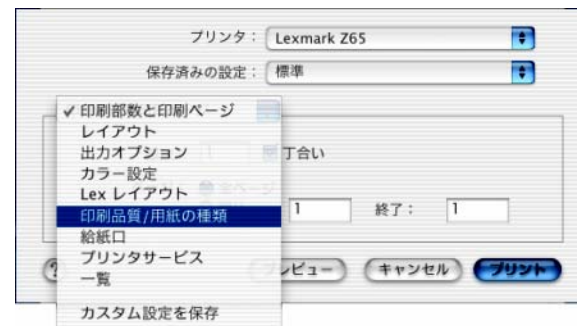 プリンタ： Lexmark Z65
保存済みの設定： 標準
✓ 印刷部数と印刷ページ
レイアウト
出力オプション
丁合い
カラー設定
Lex レイアウト
印刷品質/用紙の種類
1 終了： 1
給紙口
プリンタサービス
一覧
カスタム設定を保存
? キャンセル プリント